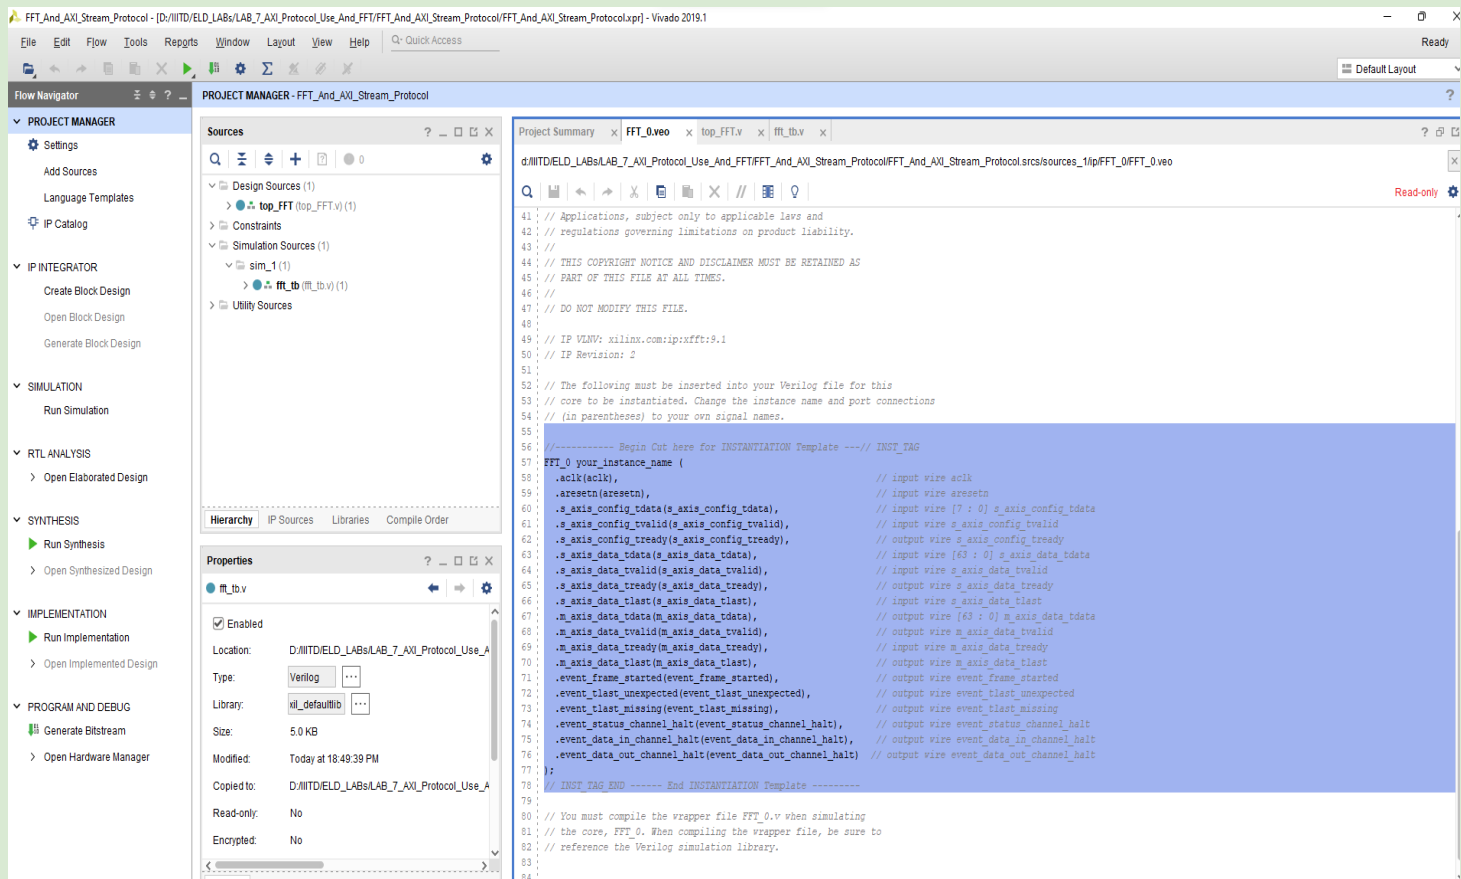 FFT_And_AXI_Stream_Protocol - [D:/IIITD/ELD_LABs/LAB_7_AXI_Protocol_Use_And_FFT/FFT_And_AXI_Stream_Protocol/FFT_And_AXI_Stream_Protocol.xpr] - Vivado 2019.1
File Edit Flow Tools Reports Window Layout View Help Quick Access Ready
Default Layout
Flow Navigator
PROJECT MANAGER - FFT_And_AXI_Stream_Protocol
PROJECT MANAGER
Settings
Add Sources
Language Templates
IP Catalog
IP INTEGRATOR
Create Block Design
Open Block Design
Generate Block Design
SIMULATION
Run Simulation
RTL ANALYSIS
Open Elaborated Design
SYNTHESIS
Run Synthesis
Open Synthesized Design
IMPLEMENTATION
Run Implementation
Open Implemented Design
PROGRAM AND DEBUG
Generate Bitstream
Open Hardware Manager
Sources
0
Design Sources (1)
top_FFT (top_FFT.v) (1)
Constraints
Simulation Sources (1)
sim_1 (1)
fft_tb (fft_tb.v) (1)
Utility Sources
Hierarchy IP Sources Libraries Compile Order
Properties
fft_tb.v
Enabled
Location: D:/IIITD/ELD_LABs/LAB_7_AXI_Protocol_Use_A
Type: Verilog
Library: xil_defaultlib
Size: 5.0 KB
Modified: Today at 18:49:39 PM
Copied to: D:/IIITD/ELD_LABs/LAB_7_AXI_Protocol_Use_A
Read-only: No
Encrypted: No
Project Summary FFT_0.veo top_FFT.v fft_tb.v
d:/IIITD/ELD_LABs/LAB_7_AXI_Protocol_Use_And_FFT/FFT_And_AXI_Stream_Protocol/FFT_And_AXI_Stream_Protocol.srcs/sources_1/ip/FFT_0/FFT_0.veo
Read-only
41 // Applications, subject only to applicable laws and
42 // regulations governing limitations on product liability.
43 //
44 // THIS COPYRIGHT NOTICE AND DISCLAIMER MUST BE RETAINED AS
45 // PART OF THIS FILE AT ALL TIMES.
46 //
47 // DO NOT MODIFY THIS FILE.
48
49 // IP VLNV: xilinx.com:ip:xfft:9.1
50 // IP Revision: 2
51
52 // The following must be inserted into your Verilog file for this
53 // core to be instantiated. Change the instance name and port connections
54 // (in parentheses) to your own signal names.
55
56 //----------- Begin Cut here for INSTANTIATION Template ---// INST_TAG
57 FFT_0 your_instance_name (
58 .aclk(aclk), // input wire aclk
59 .aresetn(aresetn), // input wire aresetn
60 .s_axis_config_tdata(s_axis_config_tdata), // input wire [7 : 0] s_axis_config_tdata
61 .s_axis_config_tvalid(s_axis_config_tvalid), // input wire s_axis_config_tvalid
62 .s_axis_config_tready(s_axis_config_tready), // output wire s_axis_config_tready
63 .s_axis_data_tdata(s_axis_data_tdata), // input wire [63 : 0] s_axis_data_tdata
64 .s_axis_data_tvalid(s_axis_data_tvalid), // input wire s_axis_data_tvalid
65 .s_axis_data_tready(s_axis_data_tready), // output wire s_axis_data_tready
66 .s_axis_data_tlast(s_axis_data_tlast), // input wire s_axis_data_tlast
67 .m_axis_data_tdata(m_axis_data_tdata), // output wire [63 : 0] m_axis_data_tdata
68 .m_axis_data_tvalid(m_axis_data_tvalid), // output wire m_axis_data_tvalid
69 .m_axis_data_tready(m_axis_data_tready), // input wire m_axis_data_tready
70 .m_axis_data_tlast(m_axis_data_tlast), // output wire m_axis_data_tlast
71 .event_frame_started(event_frame_started), // output wire event_frame_started
72 .event_tlast_unexpected(event_tlast_unexpected), // output wire event_tlast_unexpected
73 .event_tlast_missing(event_tlast_missing), // output wire event_tlast_missing
74 .event_status_channel_halt(event_status_channel_halt), // output wire event_status_channel_halt
75 .event_data_in_channel_halt(event_data_in_channel_halt), // output wire event_data_in_channel_halt
76 .event_data_out_channel_halt(event_data_out_channel_halt) // output wire event_data_out_channel_halt
77 );
78 // INST_TAG_END ------ End INSTANTIATION Template ---------
79
80 // You must compile the wrapper file FFT_0.v when simulating
81 // the core, FFT_0. When compiling the wrapper file, be sure to
82 // reference the Verilog simulation library.
83
84